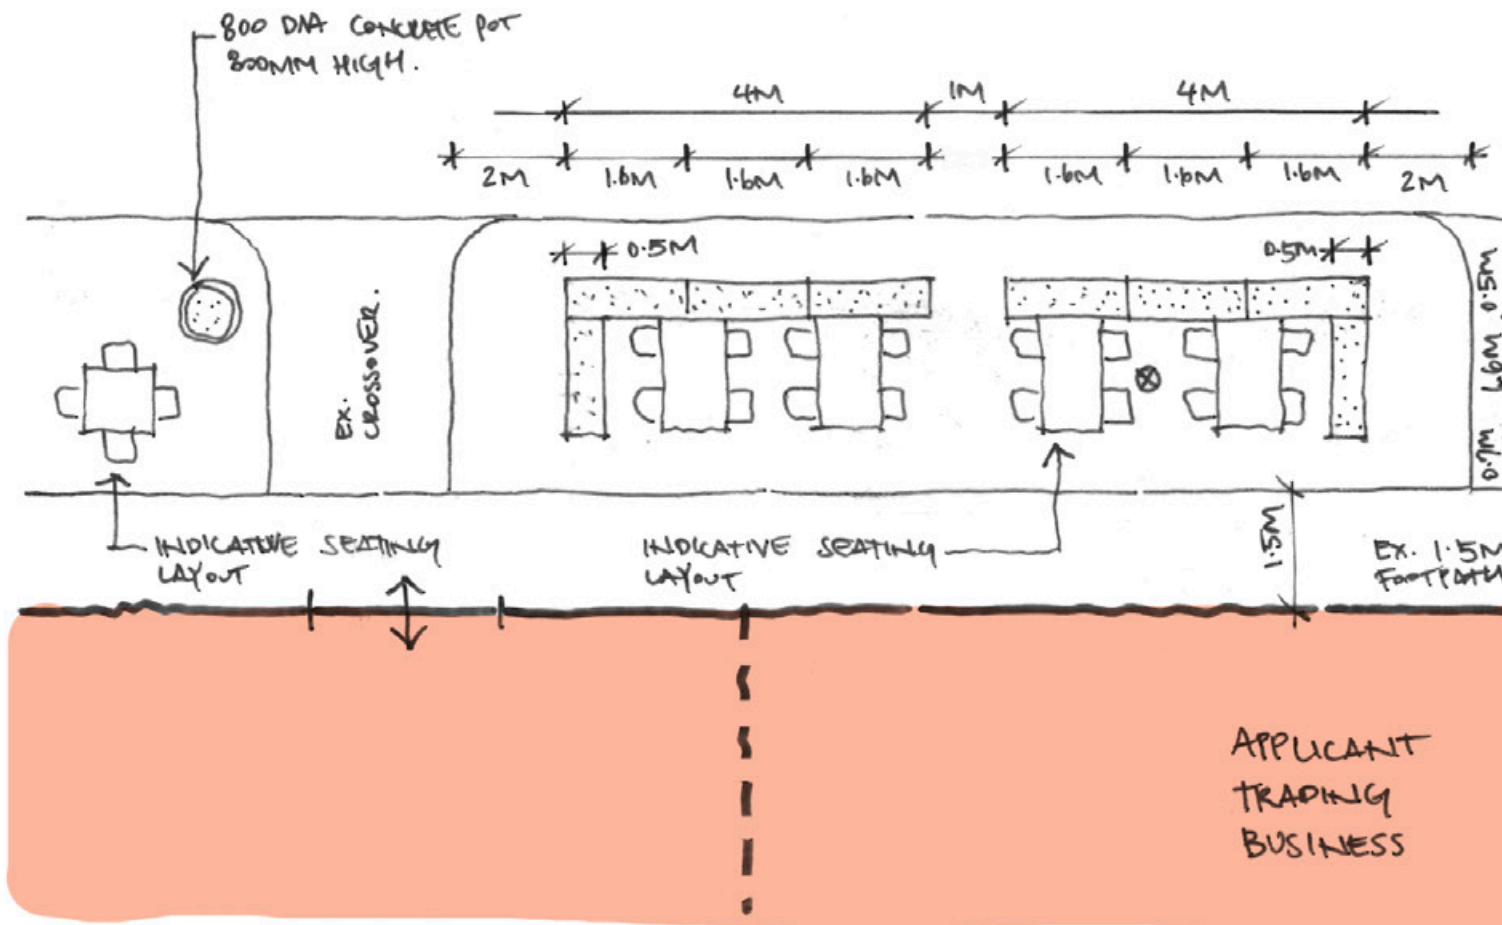 800 DIA CONCRETE POT
800MM HIGH.
4M
1M
4M
2M
1.6M
1.6M
1.6M
1.6M
1.6M
1.6M
2M
0.5M
0.5M
EX.
CROSSOVER.
0.5M
1.6M
0.7M
INDICATIVE SEATING
LAYOUT
INDICATIVE SEATING
LAYOUT
1.5M
EX. 1.5M
FOOTPATH
APPLICANT
TRADING
BUSINESS